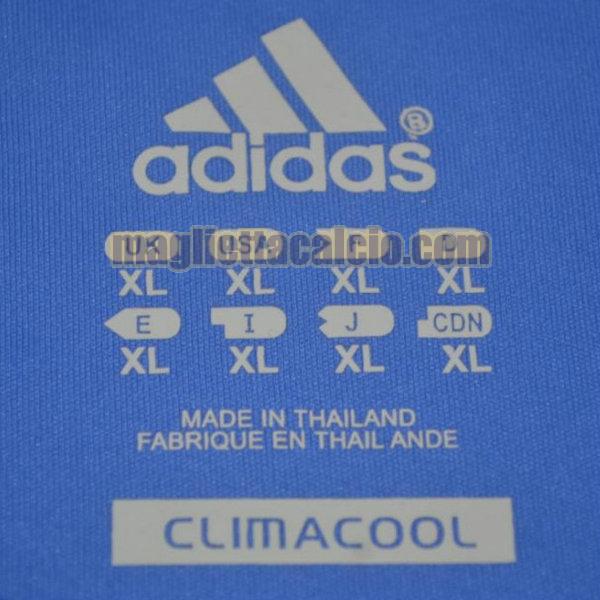 adidas®
UK USA F D
magliettacalcio.com
XL XL XL XL
E I J CDN
XL XL XL XL
MADE IN THAILAND
FABRIQUE EN THAIL ANDE
CLIMACOOL